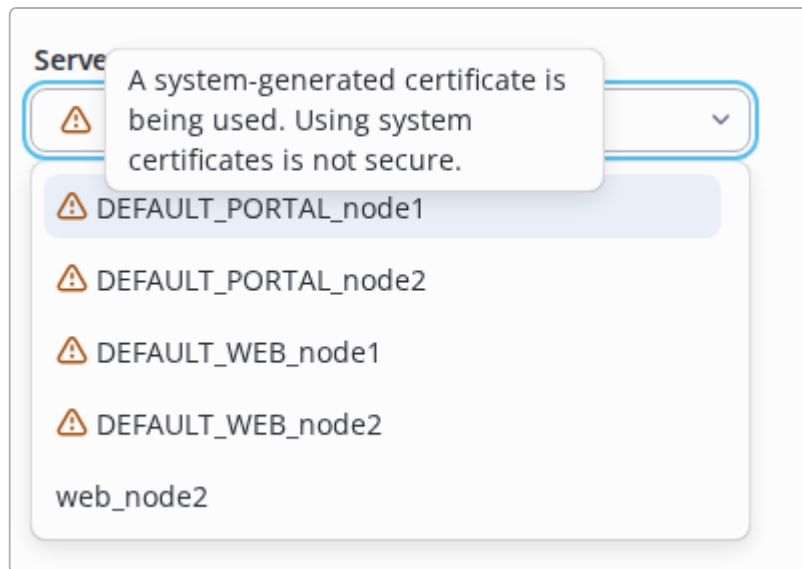 Serve
A system-generated certificate is
being used. Using system
certificates is not secure.
DEFAULT_PORTAL_node1
DEFAULT_PORTAL_node2
DEFAULT_WEB_node1
DEFAULT_WEB_node2
web_node2